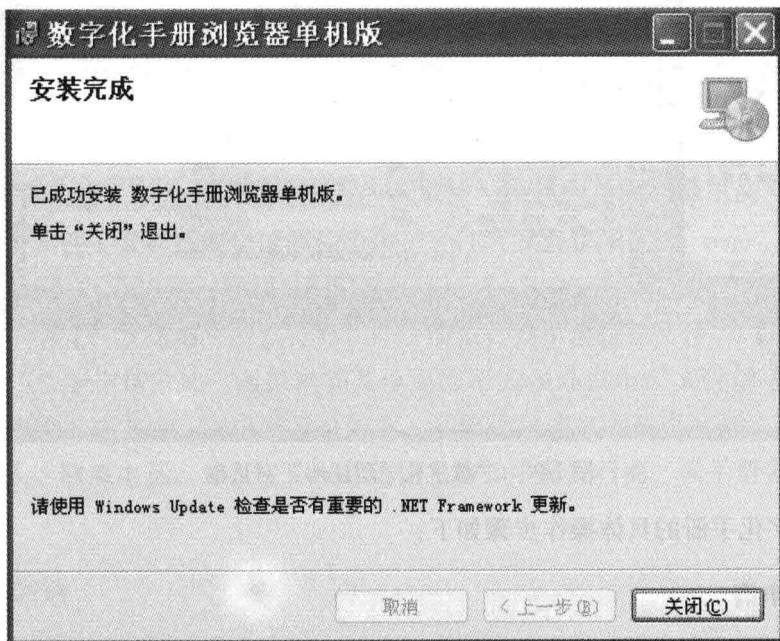 数字化手册浏览器单机版
安装完成
已成功安装 数字化手册浏览器单机版。
单击“关闭”退出。
请使用 Windows Update 检查是否有重要的 .NET Framework 更新。
取消
< 上一步(B)
关闭(C)